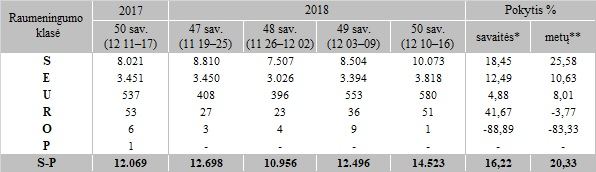 Raumeningumo klasė 2017 2018 Pokytis %
50 sav. (12 11–17) 47 sav. (11 19–25) 48 sav. (11 26–12 02) 49 sav. (12 03–09) 50 sav. (12 10–16) savaitės* metų**
S 8.021 8.810 7.507 8.504 10.073 18,45 25,58
E 3.451 3.450 3.026 3.394 3.818 12,49 10,63
U 537 408 396 553 580 4,88 8,01
R 53 27 23 36 51 41,67 -3,77
O 6 3 4 9 1 -88,89 -83,33
P 1 - - - - - -
S-P 12.069 12.698 10.956 12.496 14.523 16,22 20,33